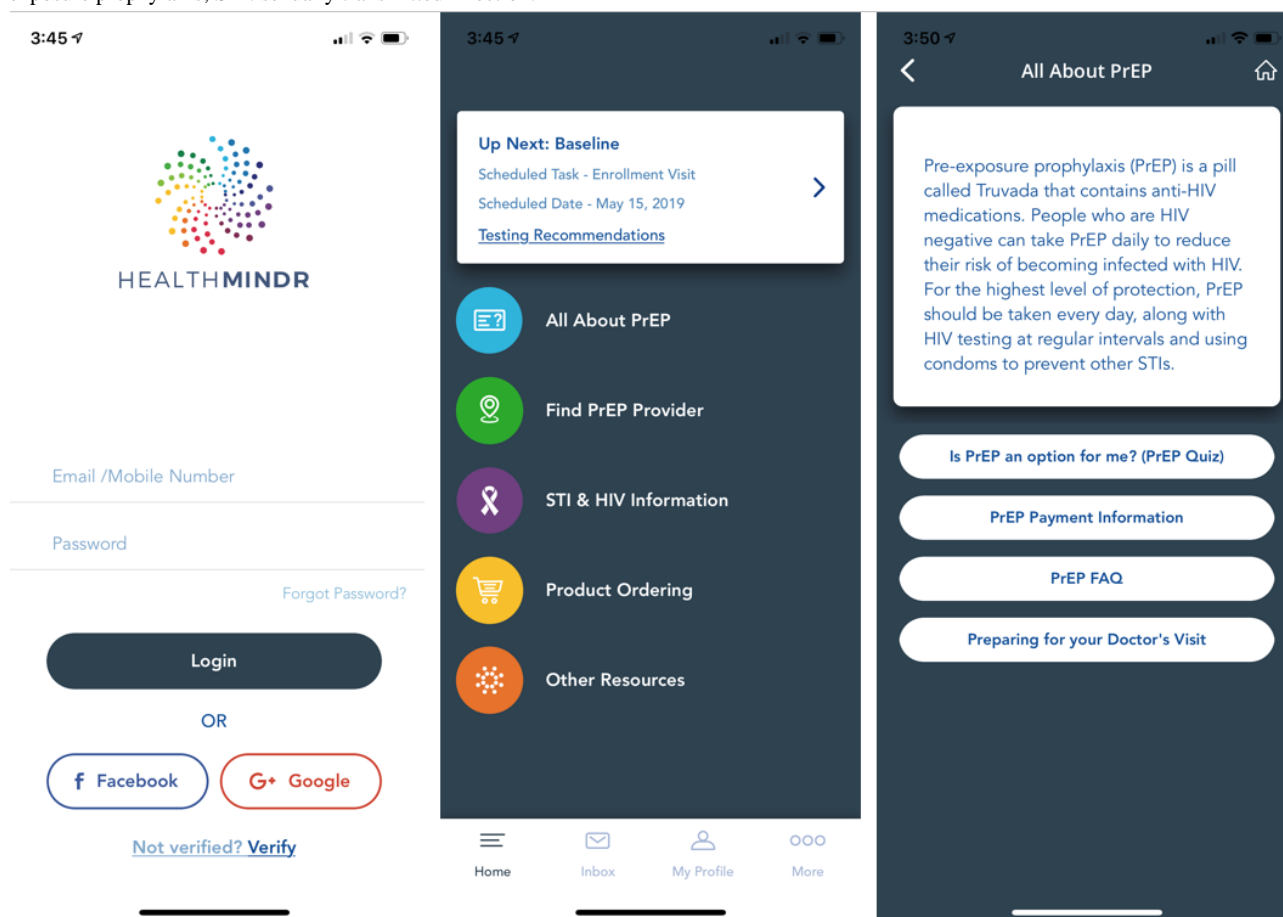 3:45
HEALTHMINDR
Email /Mobile Number
Password
Forgot Password?
Login
OR
f Facebook
G+ Google
Not verified? Verify
3:45
Up Next: Baseline
Scheduled Task - Enrollment Visit
Scheduled Date - May 15, 2019
Testing Recommendations
All About PrEP
Find PrEP Provider
STI & HIV Information
Product Ordering
Other Resources
Home
Inbox
My Profile
More
3:50
All About PrEP
Pre-exposure prophylaxis (PrEP) is a pill
called Truvada that contains anti-HIV
medications. People who are HIV
negative can take PrEP daily to reduce
their risk of becoming infected with HIV.
For the highest level of protection, PrEP
should be taken every day, along with
HIV testing at regular intervals and using
condoms to prevent other STIs.
Is PrEP an option for me? (PrEP Quiz)
PrEP Payment Information
PrEP FAQ
Preparing for your Doctor's Visit